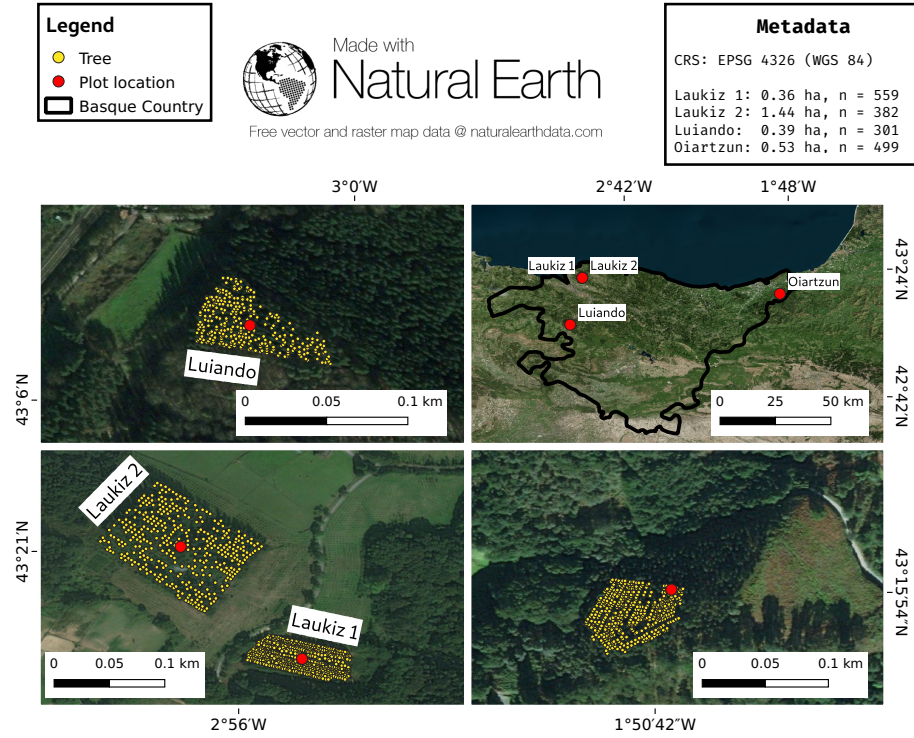 Legend
Tree
Plot location
Basque Country
Made with
Natural Earth
Free vector and raster map data @ naturalearthdata.com
Metadata
CRS: EPSG 4326 (WGS 84)
Laukiz 1: 0.36 ha, n = 559
Laukiz 2: 1.44 ha, n = 382
Luiando: 0.39 ha, n = 301
Oiartzun: 0.53 ha, n = 499
3°0'W
2°42'W
1°48'W
43°6'N
Luiando
0 0.05 0.1 km
Laukiz 1
Laukiz 2
Oiartzun
Luiando
0 25 50 km
43°24'N
42°42'N
43°21'N
Laukiz 2
Laukiz 1
0 0.05 0.1 km
2°56'W
0 0.05 0.1 km
43°15'54"N
1°50'42"W